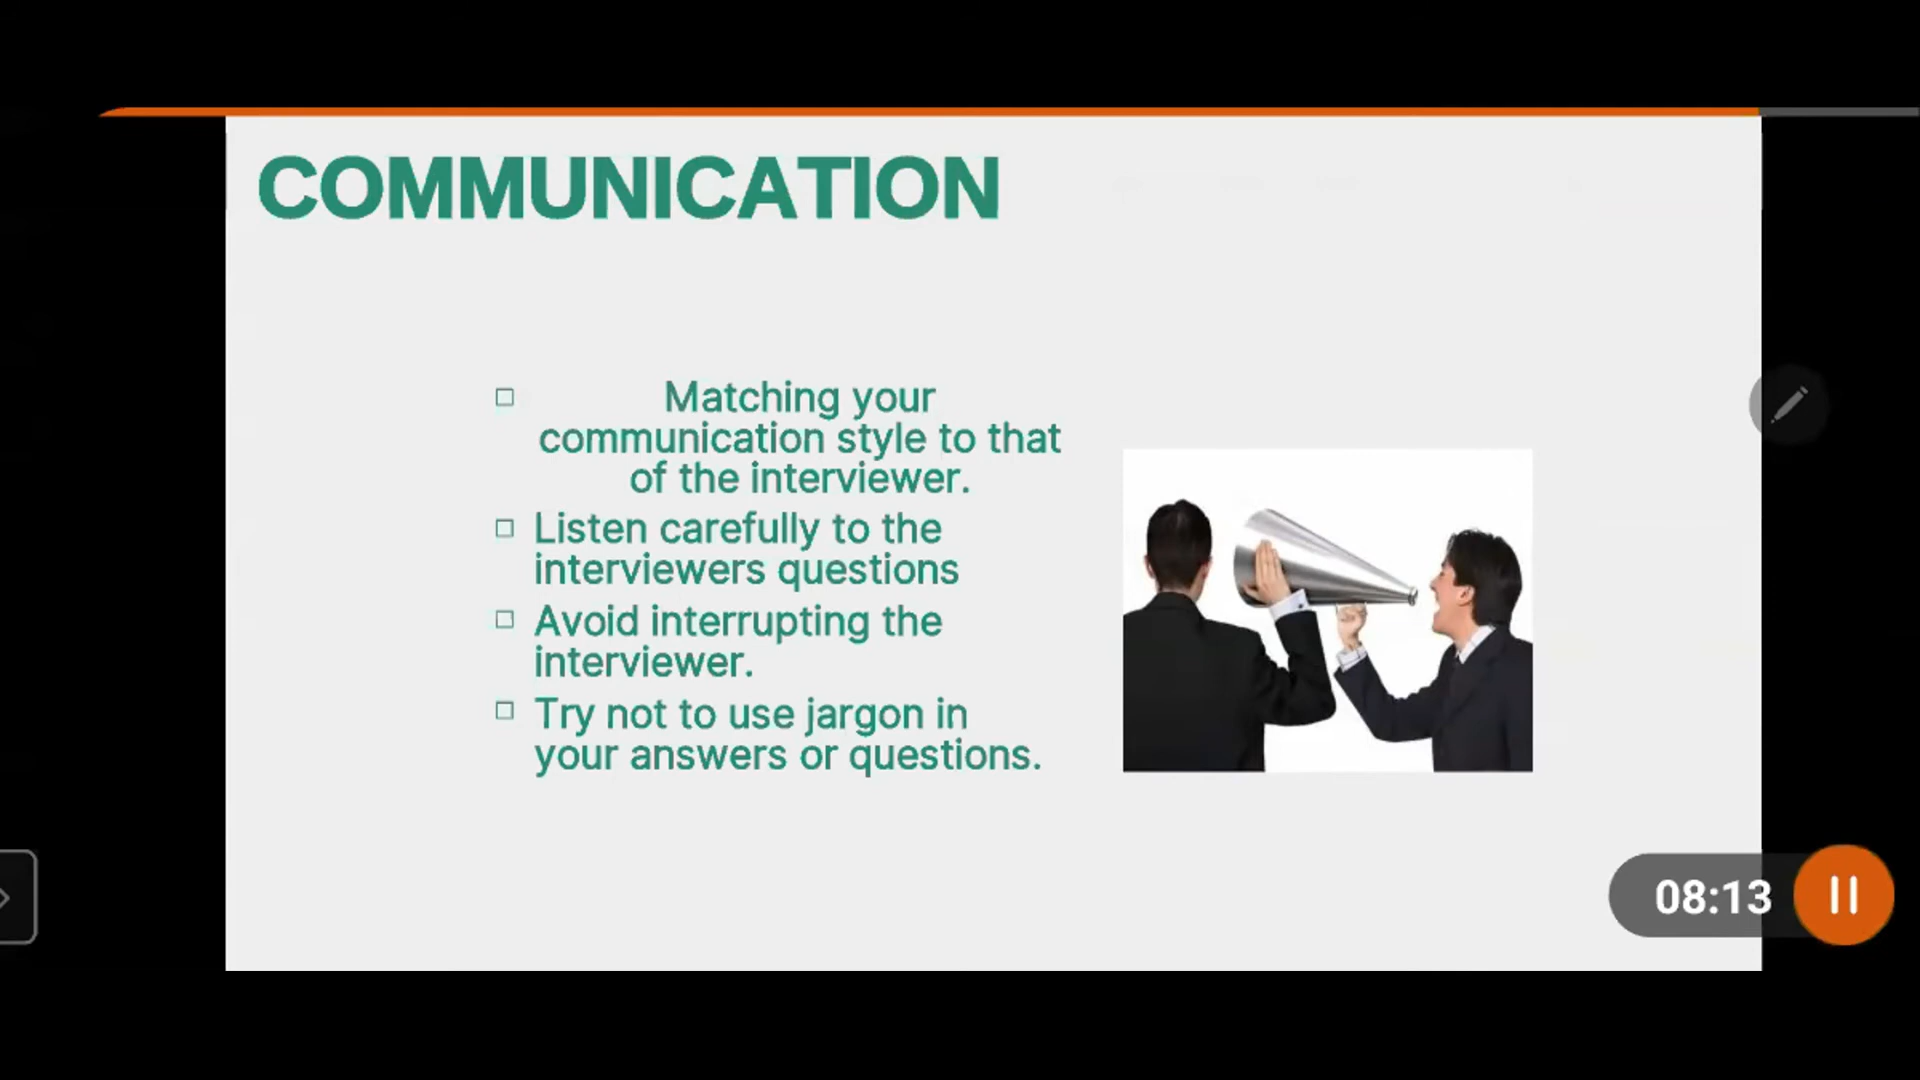 COMMUNICATION
Matching your
communication style to that
of the interviewer.
Listen carefully to the
interviewers questions
Avoid interrupting the
interviewer.
Try not to use jargon in
your answers or questions.
08:13